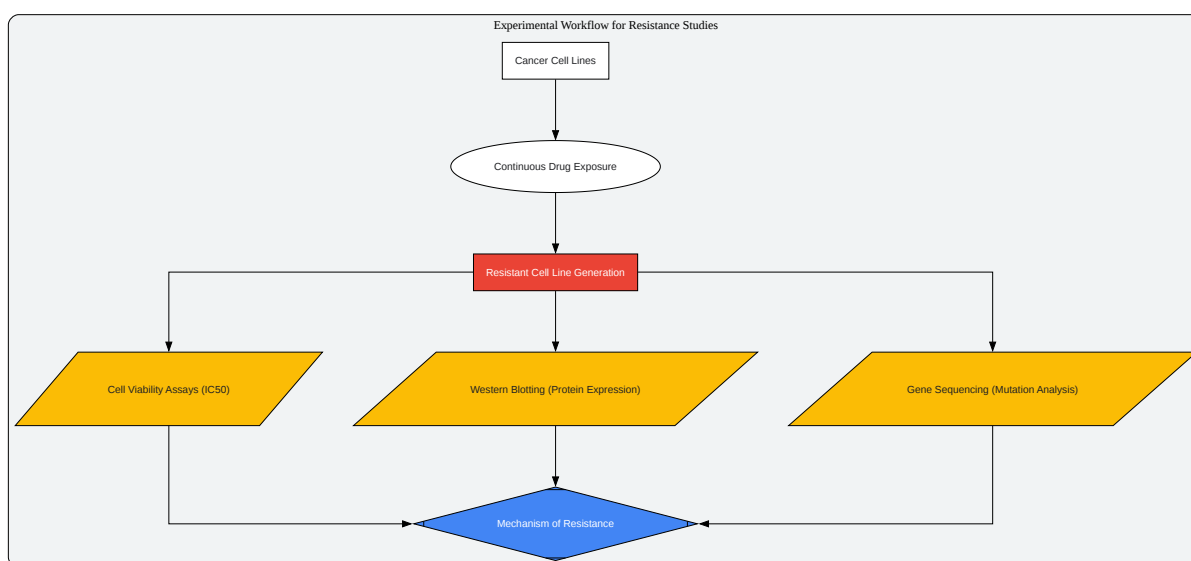 Experimental Workflow for Resistance Studies
Cancer Cell Lines
Continuous Drug Exposure
Resistant Cell Line Generation
Cell Viability Assays (IC50)
Western Blotting (Protein Expression)
Gene Sequencing (Mutation Analysis)
Mechanism of Resistance